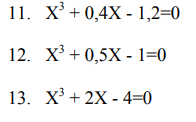 11. X³ + 0,4X - 1,2=0
12. X³ + 0,5X - 1=0
13. X³ + 2X - 4=0